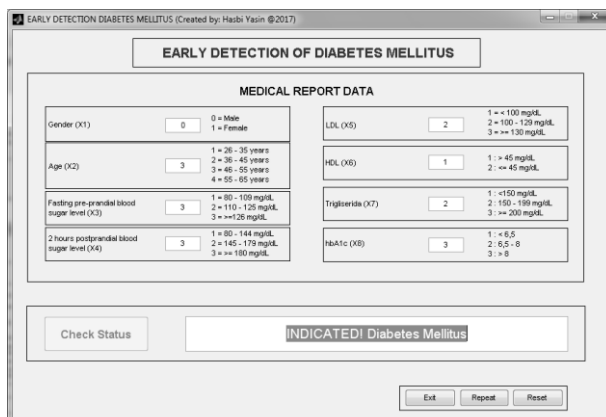 EARLY DETECTION DIABETES MELLITUS (Created by: Hasbi Yasin @2017)
EARLY DETECTION OF DIABETES MELLITUS
MEDICAL REPORT DATA
Gender (X1)
0
0 = Male
1 = Female
Age (X2)
3
1 = 26 - 35 years
2 = 36 - 45 years
3 = 46 - 55 years
4 = 55 - 65 years
Fasting pre-prandial blood
sugar level (X3)
3
1 = 80 - 109 mg/dL
2 = 110 - 125 mg/dL
3 = >=126 mg/dL
2 hours postprandial blood
sugar level (X4)
3
1 = 80 - 144 mg/dL
2 = 145 - 179 mg/dL
3 = >= 180 mg/dL
LDL (X5)
2
1 = < 100 mg/dL
2 = 100 - 129 mg/dL
3 = >= 130 mg/dL
HDL (X6)
1
1 : > 45 mg/dL
2 : <= 45 mg/dL
Trigliserida (X7)
2
1 : <150 mg/dL
2 : 150 - 199 mg/dL
3 : >= 200 mg/dL
hbA1c (X8)
3
1 : < 6,5
2 : 6,5 - 8
3 : > 8
Check Status
INDICATED! Diabetes Mellitus
Exit
Repeat
Reset